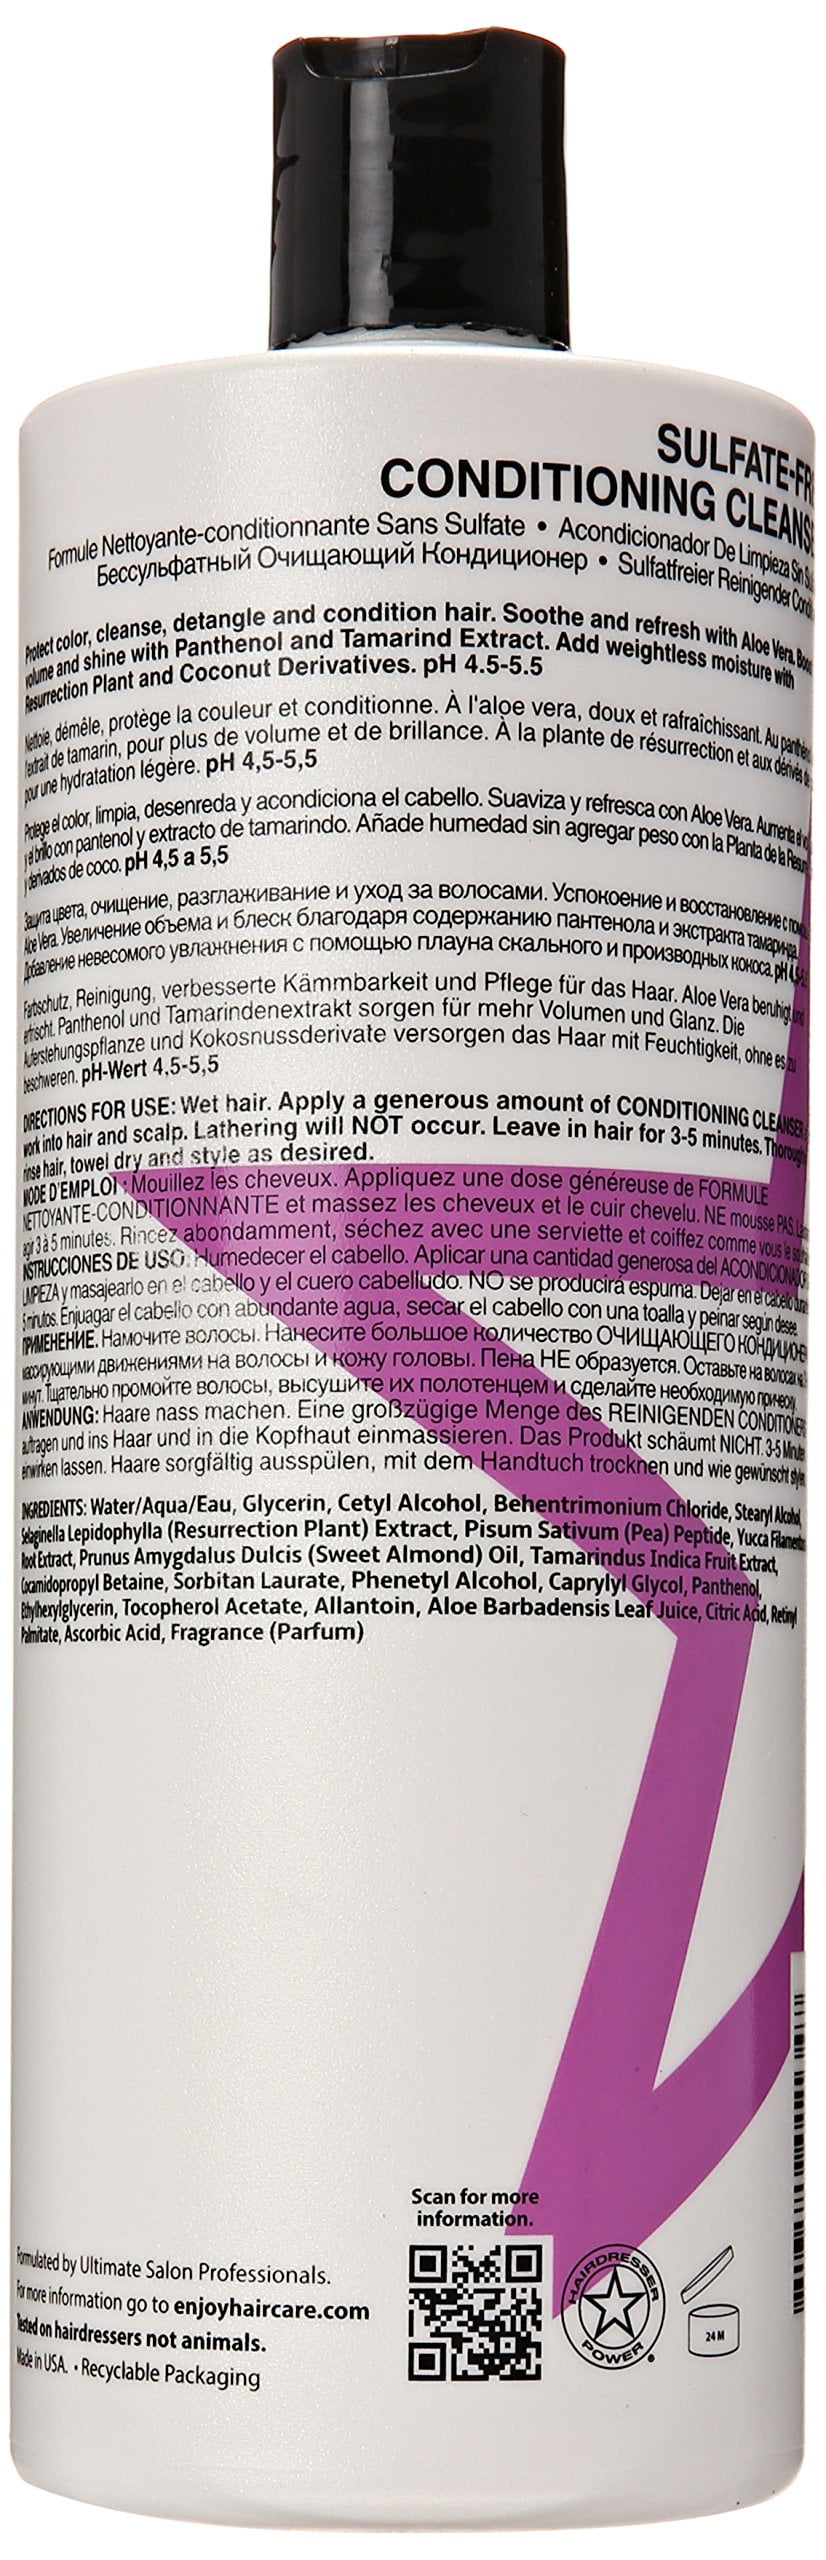 SULFATE-FR
CONDITIONING CLEANS
Formule Nettoyante-conditionnante Sans Sulfate • Acondicionador De Limpieza Sin
Бессульфатный Очищающий Кондиционер • Sulfatfreier Reinigender
Protect color, cleanse, detangle and condition hair. Soothe and refresh with Aloe Vera.
volume and shine with Panthenol and Tamarind Extract. Add weightless moisture with
Resurrection Plant and Coconut Derivatives. pH 4.5-5.5
Nettoie, démêle, protège la couleur et conditionne. À l'aloe vera, doux et rafraîchissant. Au
l'extrait de tamarin, pour plus de volume et de brillance. À la plante de résurrection et aux dérivés
pour une hydratation légère. pH 4,5-5,5
Protege el color, limpia, desenreda y acondiciona el cabello. Suaviza y refresca con Aloe Vera. Aumenta el
y el brillo con pantenol y extracto de tamarindo. Añade humedad sin agregar peso con la Planta de la
y derivados de coco. pH 4,5 a 5,5
Защита цвета, очищение, разглаживание и уход за волосами. Успокоение и восстановление с
Aloe Vera. Увеличение объема и блеск благодаря содержанию пантенола и экстракта тамаринда.
Добавление невесомого увлажнения с помощью плауна скального и производных кокоса. pH
Farbschutz, Reinigung, verbesserte Kämmbarkeit und Pflege für das Haar. Aloe Vera beruhigt und
erfrischt. Panthenol und Tamarindenextrakt sorgen für mehr Volumen und Glanz. Die
Auferstehungspflanze und Kokosnussderivate versorgen das Haar mit Feuchtigkeit, ohne es zu
beschweren. pH-Wert 4,5-5,5
DIRECTIONS FOR USE: Wet hair. Apply a generous amount of CONDITIONING CLEANSER
work into hair and scalp. Lathering will NOT occur. Leave in hair for 3-5 minutes.
rinse hair, towel dry and style as desired.
MODE D'EMPLOI : Mouillez les cheveux. Appliquez une dose généreuse de FORMULE
NETTOYANTE-CONDITIONNANTE et massez les cheveux et le cuir chevelu. NE mousse PAS.
agir 3 à 5 minutes. Rincez abondamment, séchez avec une serviette et coiffez comme vous le
INSTRUCCIONES DE USO: Humedecer el cabello. Aplicar una cantidad generosa del ACONDICIONADOR
LIMPIEZA y masajearlo en el cabello y el cuero cabelludo. NO se producirá espuma. Dejar en el cabello
5 minutos. Enjuagar el cabello con abundante agua, secar el cabello con una toalla y peinar según desee
ПРИМЕНЕНИЕ. Намочите волосы. Нанесите большое количество ОЧИЩАЮЩЕГО
массирующими движениями на волосы и кожу головы. Пена НЕ образуется. Оставьте на волосах на
минут. Тщательно промойте волосы, высушите их полотенцем и сделайте необходимую прическу.
ANWENDUNG: Haare nass machen. Eine großzügige Menge des REINIGENDEN CONDITIONERS
auftragen und ins Haar und in die Kopfhaut einmassieren. Das Produkt schäumt NICHT. 3-5 Minuten
einwirken lassen. Haare sorgfältig ausspülen, mit dem Handtuch trocknen und wie gewünscht
INGREDIENTS: Water/Aqua/Eau, Glycerin, Cetyl Alcohol, Behentrimonium Chloride, Stearyl Alcohol,
Selaginella Lepidophylla (Resurrection Plant) Extract, Pisum Sativum (Pea) Peptide, Yucca
Root Extract, Prunus Amygdalus Dulcis (Sweet Almond) Oil, Tamarindus Indica Fruit Extract,
Cocamidopropyl Betaine, Sorbitan Laurate, Phenetyl Alcohol, Caprylyl Glycol, Panthenol,
Ethylhexylglycerin, Tocopherol Acetate, Allantoin, Aloe Barbadensis Leaf Juice, Citric Acid, Retinyl
Palmitate, Ascorbic Acid, Fragrance (Parfum)
Scan for more
information.
Formulated by Ultimate Salon Professionals.
For more information go to enjoyhaircare.com
Tested on hairdressers not animals.
Made in USA. • Recyclable Packaging
HAIRDRESSER
POWER
24 M